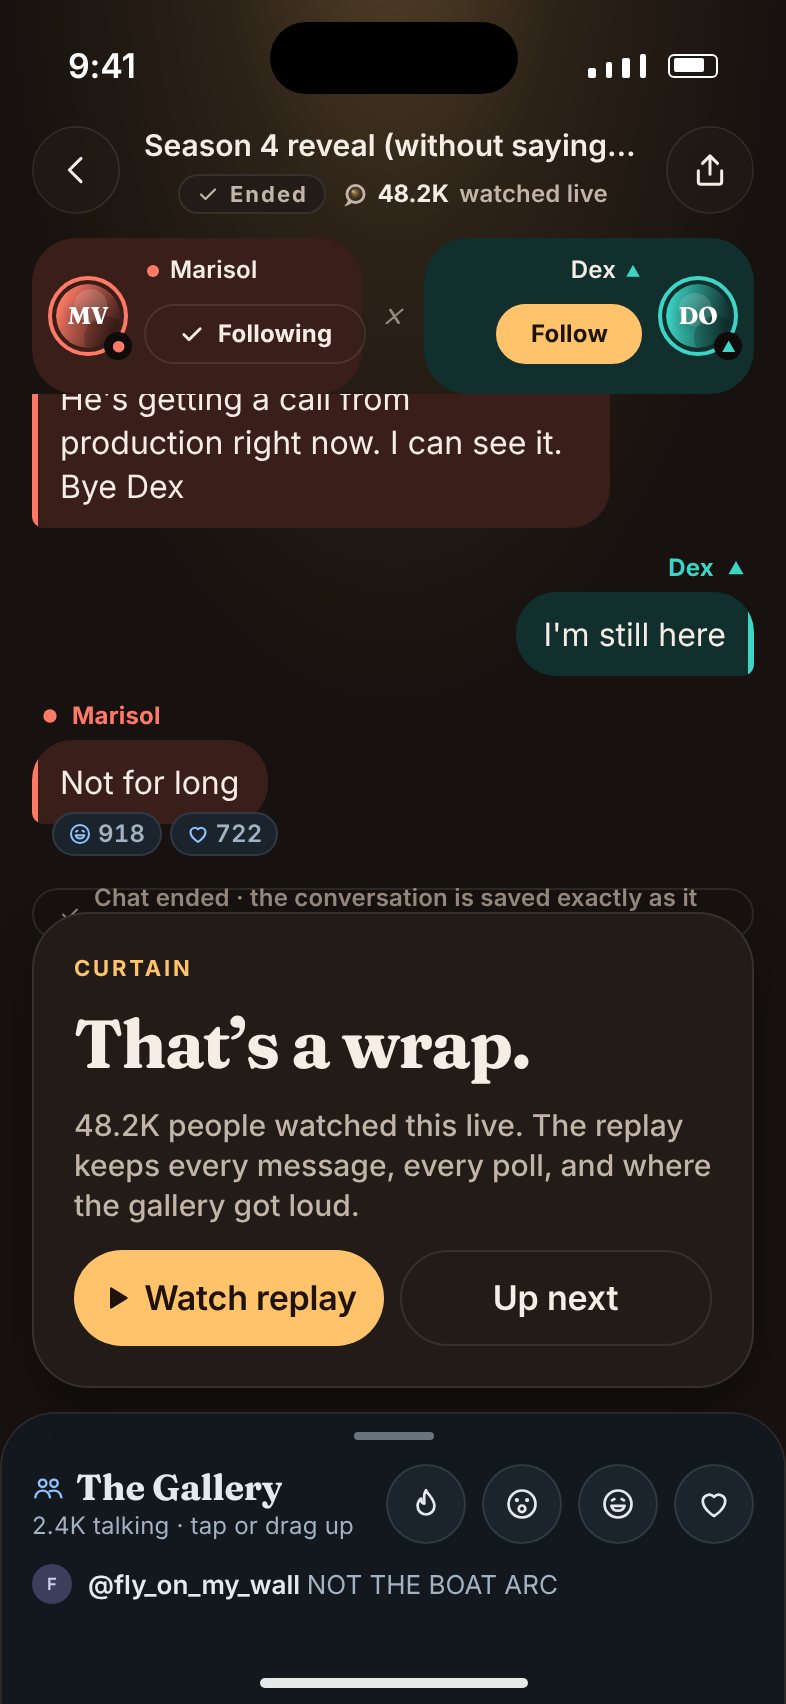 9:41
Season 4 reveal (without saying...
Ended
48.2K watched live
MV
Marisol
Following
×
Dex
Follow
DO
He's getting a call from
production right now. I can see it.
Bye Dex
Dex
I'm still here
Marisol
Not for long
918
722
Chat ended · the conversation is saved exactly as it
CURTAIN
That’s a wrap.
48.2K people watched this live. The replay
keeps every message, every poll, and where
the gallery got loud.
Watch replay
Up next
The Gallery
2.4K talking · tap or drag up
F
@fly_on_my_wall NOT THE BOAT ARC